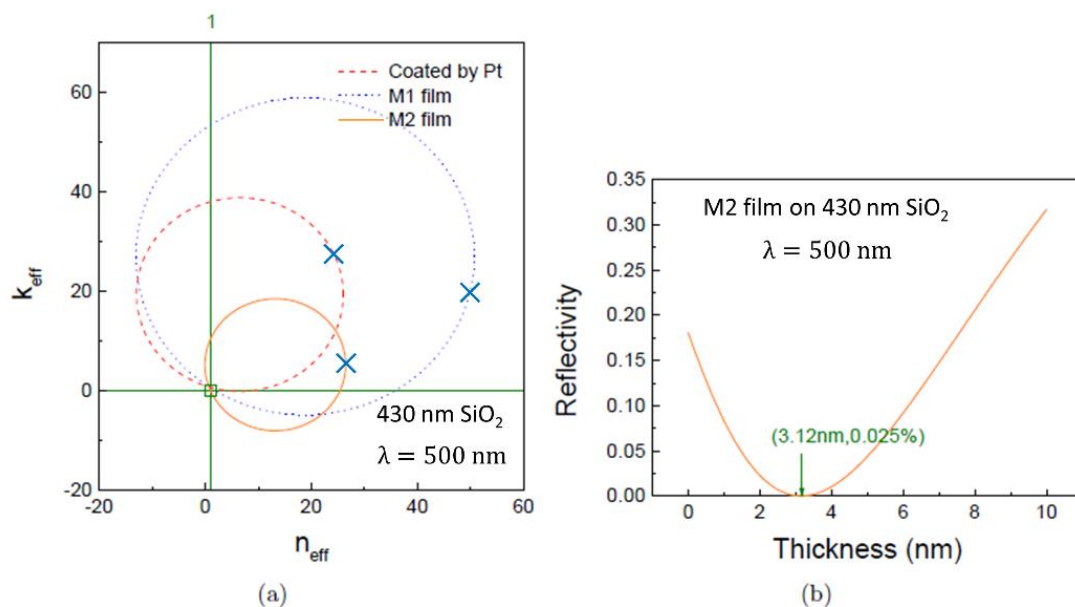 1
60
40
20
0
-20
k_eff
-20
0
20
40
60
n_eff
Coated by Pt
M1 film
M2 film
430 nm SiO₂
λ = 500 nm
(a)
0.35
0.30
0.25
0.20
0.15
0.10
0.05
0.00
Reflectivity
M2 film on 430 nm SiO₂
λ = 500 nm
(3.12nm,0.025%)
0
2
4
6
8
10
Thickness (nm)
(b)